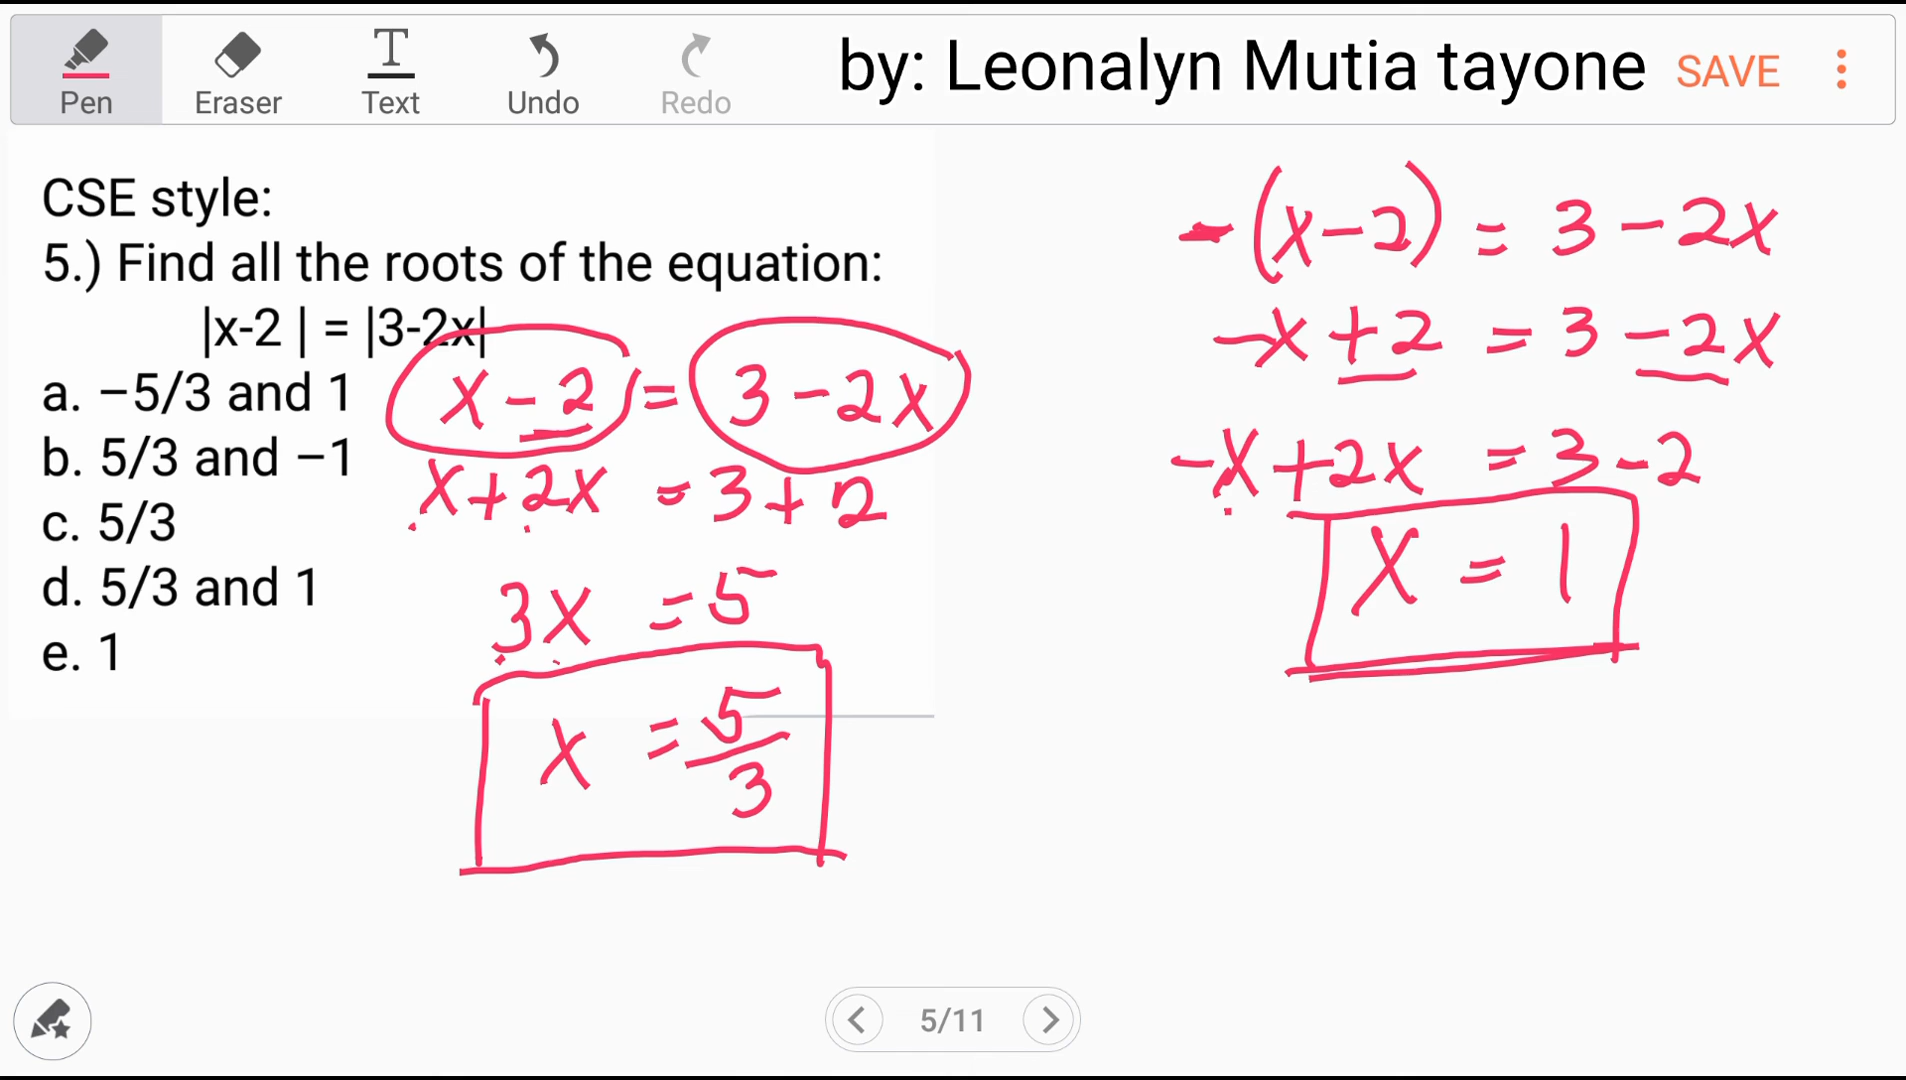 Pen Eraser Text Undo Redo by: Leonalyn Mutia tayone SAVE
CSE style:
5.) Find all the roots of the equation:
|x-2 | = |3-2x|
a. −5/3 and 1
b. 5/3 and −1
c. 5/3
d. 5/3 and 1
e. 1
x - 2 = 3 - 2x
x + 2x = 3 + 2
3x = 5
x = 5/3
-(x-2) = 3 - 2x
-x + 2 = 3 - 2x
-x + 2x = 3 - 2
x = 1
5/11